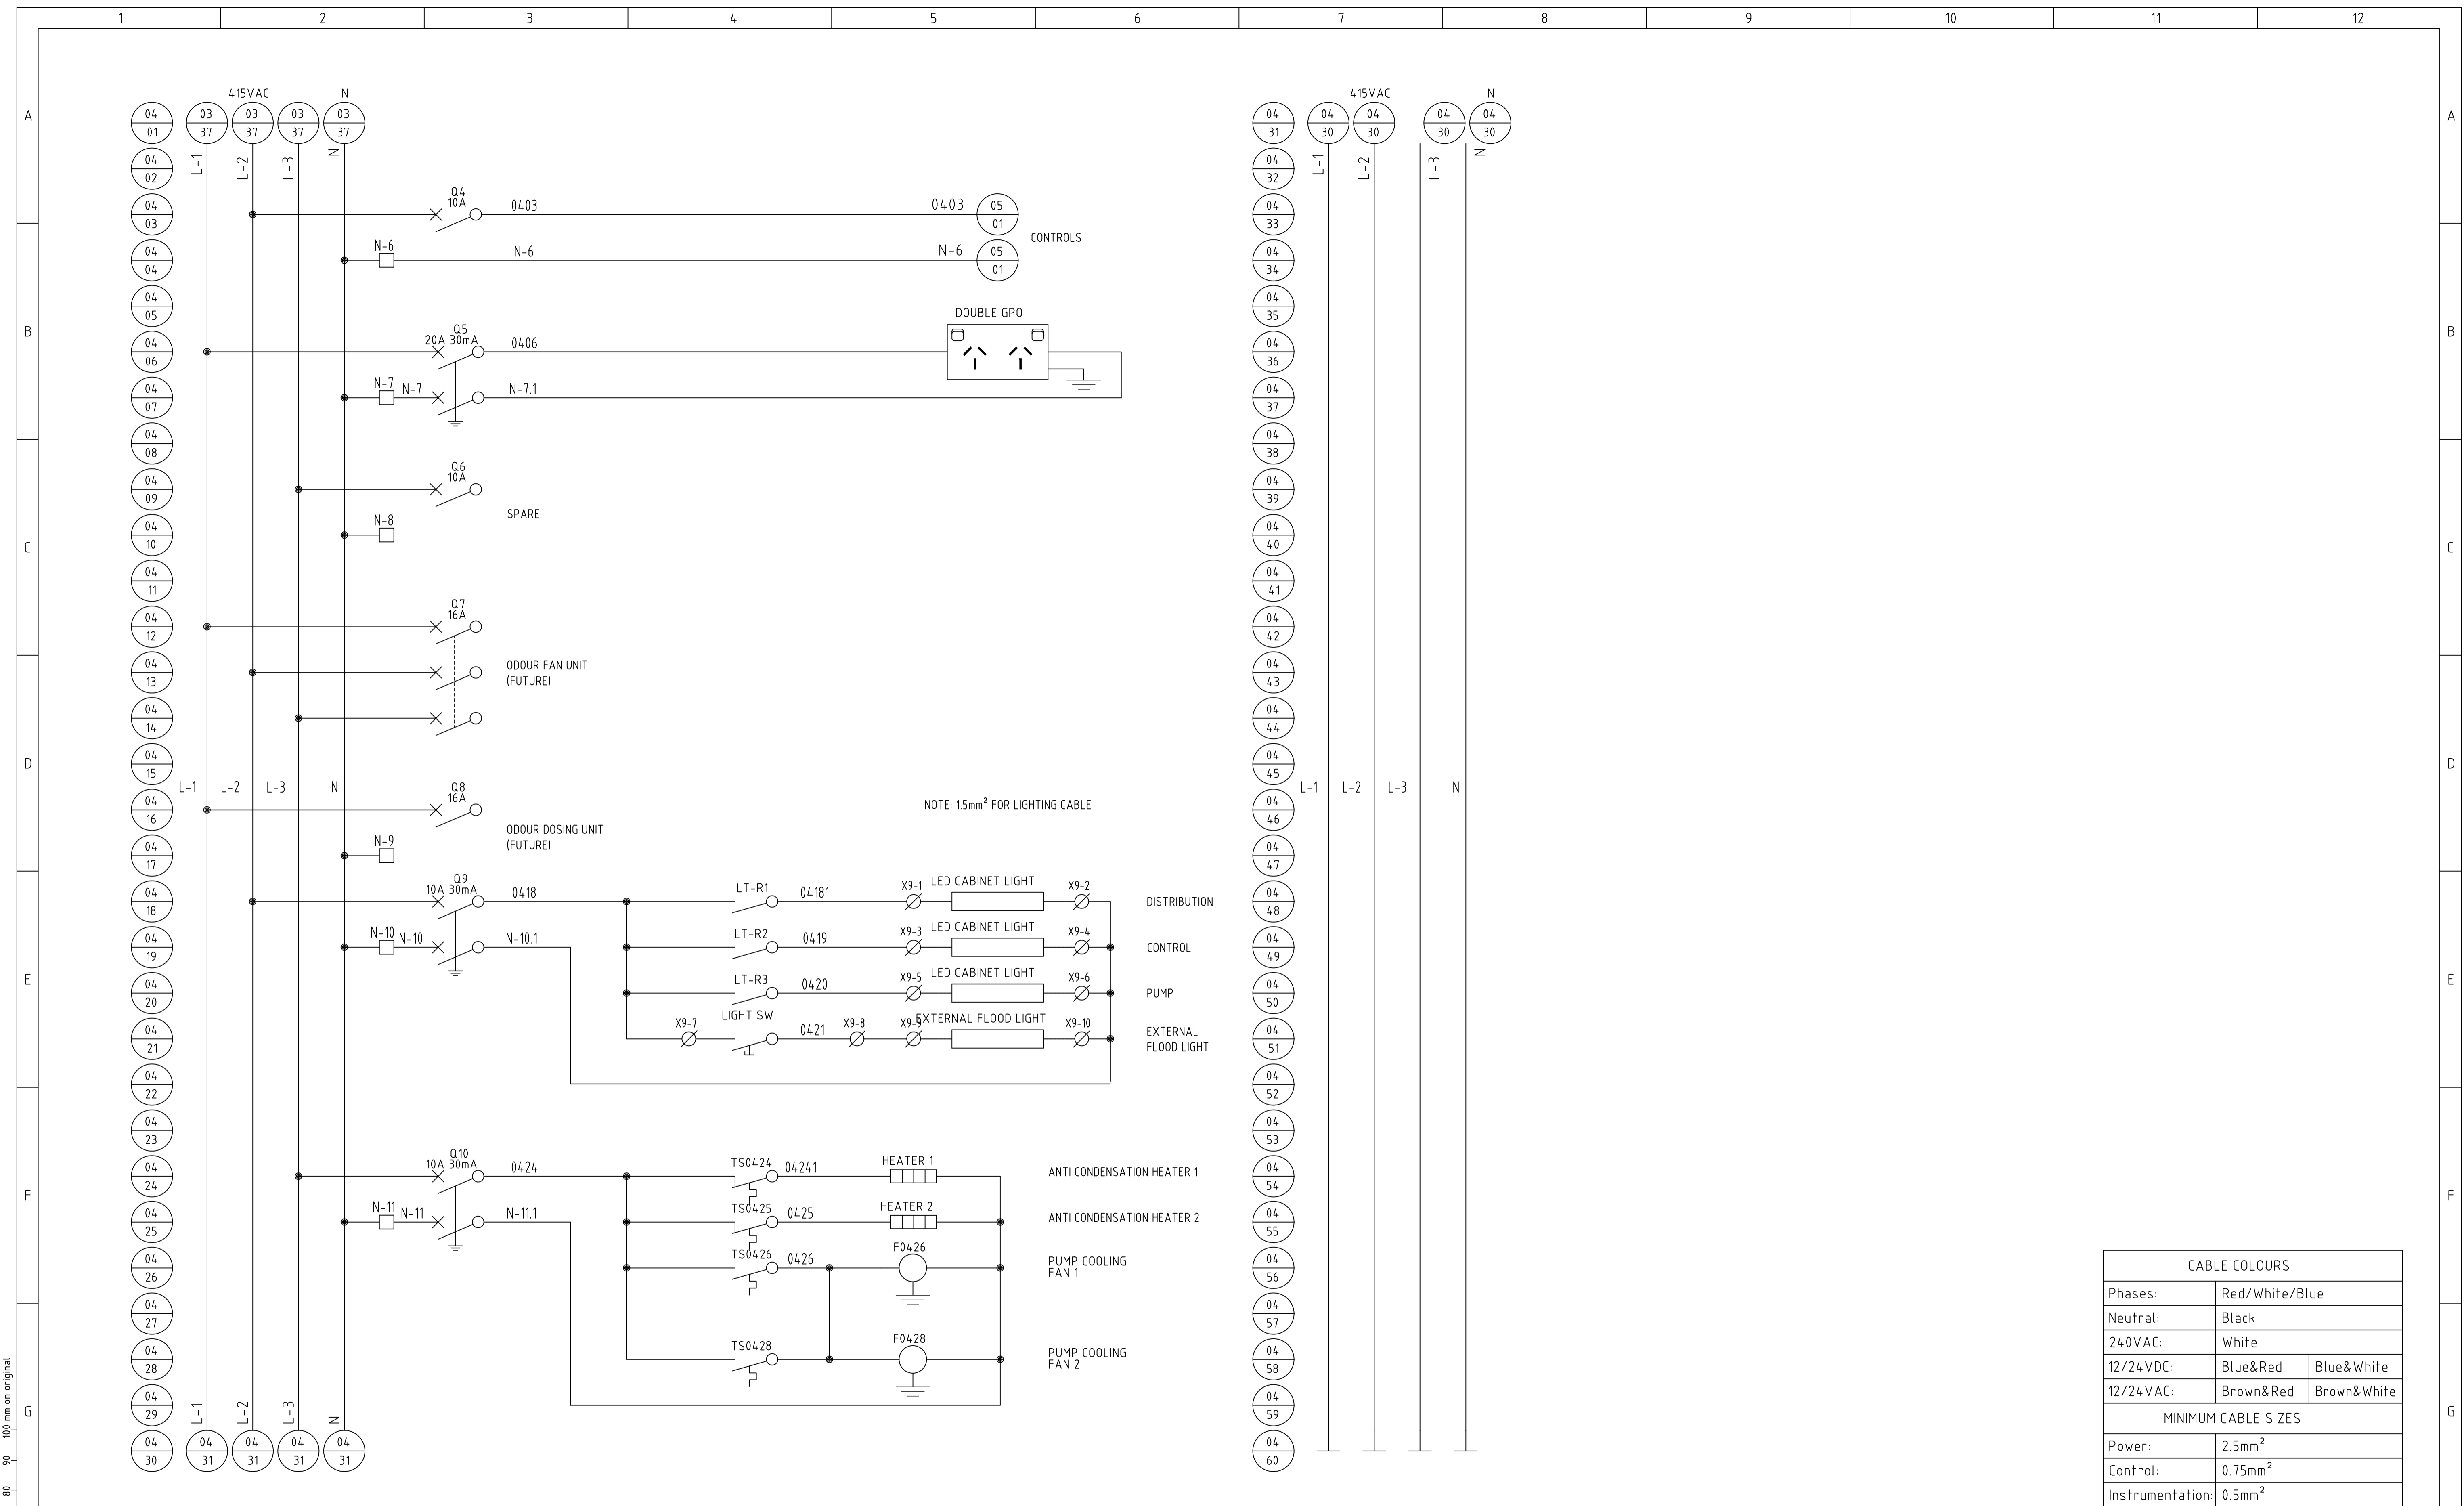 1 2 3 4 5 6 7 8 9 10 11 12
A A
415VAC N
04 01 03 37 03 37 03 37 03 37
L-1 L-2 L-3 N
04 02
04 03
Q4
10A
0403 0403 05 01
CONTROLS
04 04
N-6 N-6 N-6 05 01
04 05
B B
DOUBLE GPO
04 06
Q5
20A 30mA
0406
04 07
N-7 N-7 N-7.1
04 08
04 09
Q6
10A
SPARE
04 10
N-8
C C
04 11
04 12
Q7
16A
04 13
ODOUR FAN UNIT
(FUTURE)
04 14
04 15
D D
L-1 L-2 L-3 N
04 16
Q8
16A
NOTE: 1.5mm² FOR LIGHTING CABLE
ODOUR DOSING UNIT
(FUTURE)
04 17
N-9
04 18
Q9
10A 30mA
0418 LT-R1 04181 X9-1 LED CABINET LIGHT X9-2 DISTRIBUTION
04 19
N-10 N-10 N-10.1 LT-R2 0419 X9-3 LED CABINET LIGHT X9-4 CONTROL
E E
04 20
LT-R3 0420 X9-5 LED CABINET LIGHT X9-6 PUMP
04 21
X9-7 LIGHT SW 0421 X9-8 X9-9 EXTERNAL FLOOD LIGHT X9-10
EXTERNAL
FLOOD LIGHT
04 22
04 23
04 24
Q10
10A 30mA
0424 TS0424 04241 HEATER 1 ANTI CONDENSATION HEATER 1
F F
04 25
N-11 N-11 N-11.1 TS0425 0425 HEATER 2 ANTI CONDENSATION HEATER 2
04 26
TS0426 0426 F0426
PUMP COOLING
FAN 1
04 27
04 28
TS0428 F0428
PUMP COOLING
FAN 2
04 29
G G
L-1 L-2 L-3 N
04 30 04 31 04 31 04 31 04 31
415VAC N
04 31 04 30 04 30 04 30 04 30
L-1 L-2 L-3 N
04 32
04 33
04 34
04 35
04 36
04 37
04 38
04 39
04 40
04 41
04 42
04 43
04 44
04 45
L-1 L-2 L-3 N
04 46
04 47
04 48
04 49
04 50
04 51
04 52
04 53
04 54
04 55
04 56
04 57
04 58
04 59
04 60
CABLE COLOURS
Phases: Red/White/Blue
Neutral: Black
240VAC: White
12/24VDC: Blue&Red Blue&White
12/24VAC: Brown&Red Brown&White
MINIMUM CABLE SIZES
Power: 2.5mm²
Control: 0.75mm²
Instrumentation: 0.5mm²
80 90 100 mm on original